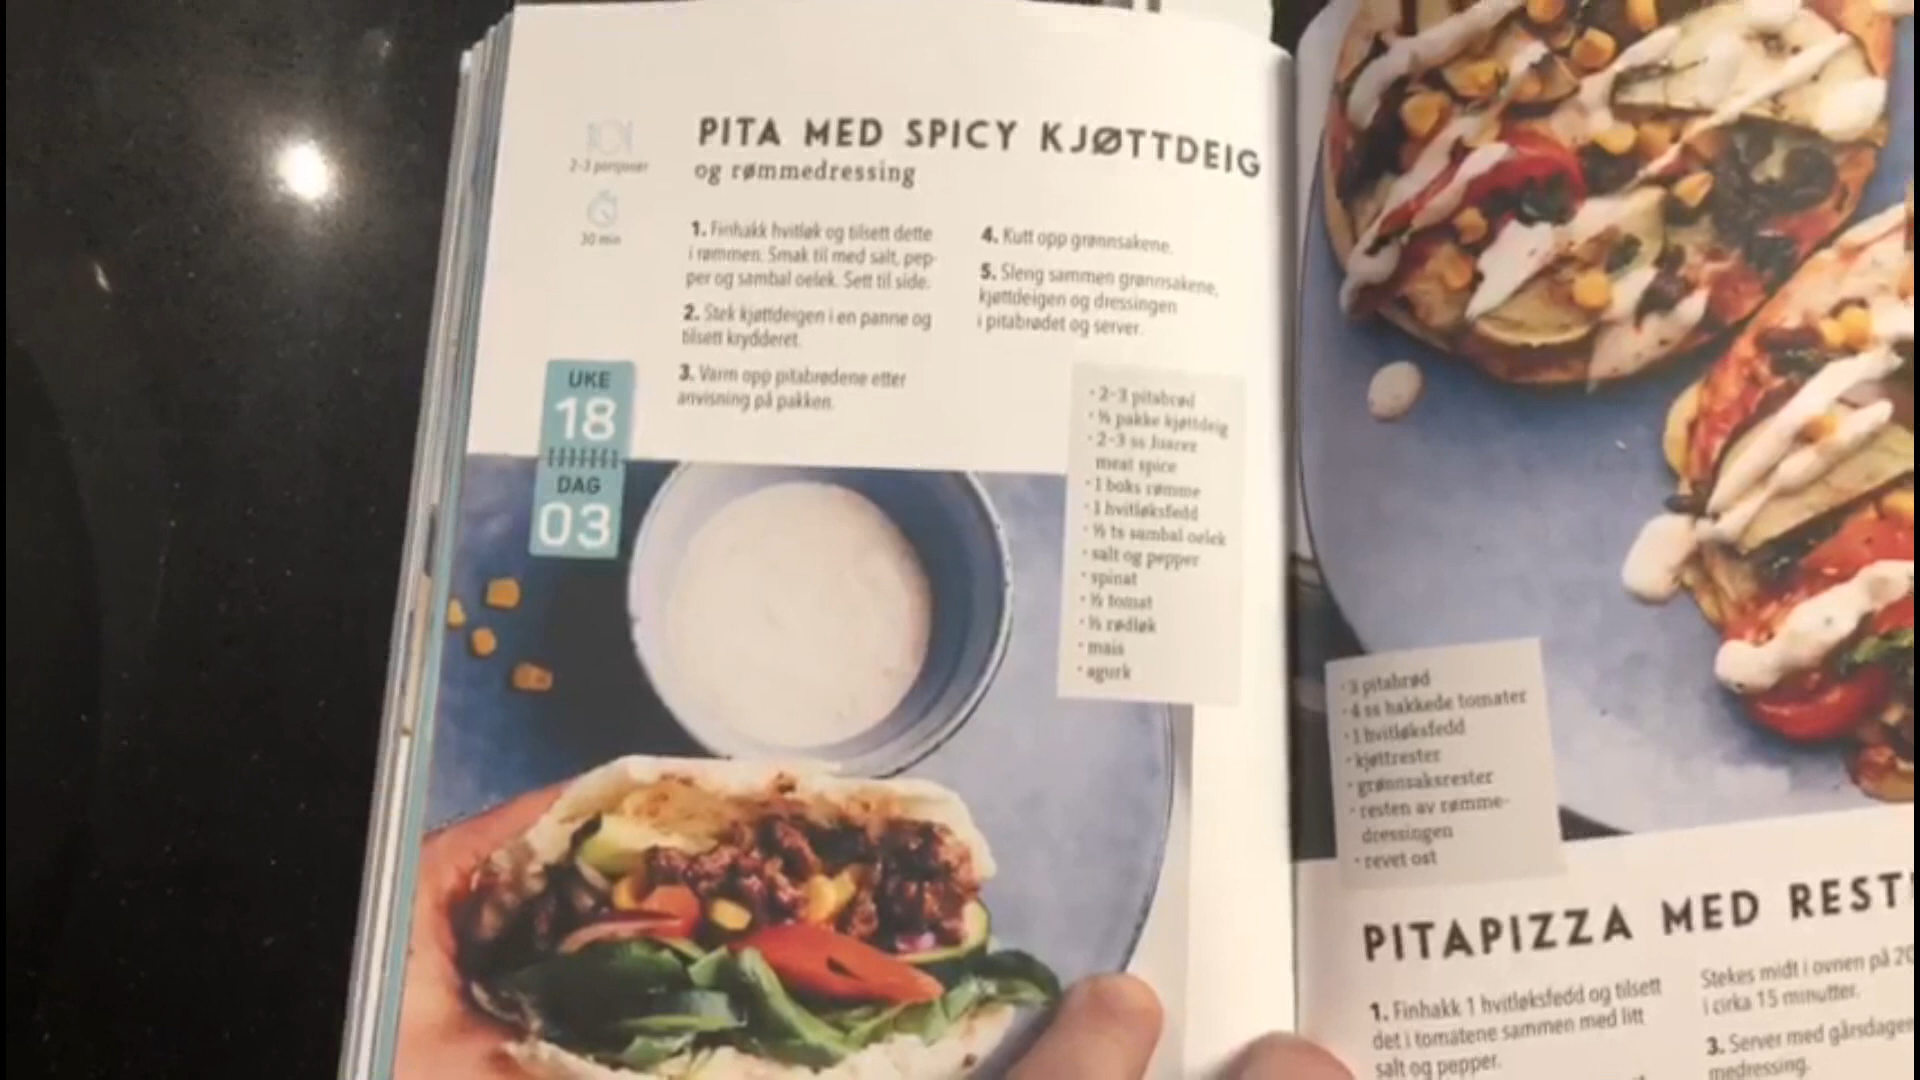 2-3 porsjoner
30 min
PITA MED SPICY KJØTTDEIG
og rømmedressing
1. Finhakk hvitløk og tilsett dette
i rømmen. Smak til med salt, pep-
per og sambal oelek. Sett til side.
2. Stek kjøttdeigen i en panne og
tilsett krydderet.
3. Varm opp pitabrødene etter
anvisning på pakken.
4. Kutt opp grønnsakene.
5. Sleng sammen grønnsakene,
kjøttdeigen og dressingen
i pitabrødet og server.
UKE
18
DAG
03
• 2-3 pitabrød
• ½ pakke kjøttdeig
• 2-3 ss
meat spice
• 1 boks rømme
• 1 hvitløksfedd
• ½ ts sambal oelek
• salt og pepper
• spinat
• ½ tomat
• ½ rødløk
• mais
• agurk
• 3 pitabrød
• 4 ss hakkede tomater
• 1 hvitløksfedd
• kjøttrester
• grønnsaksrester
• resten av rømme-
dressingen
• revet ost
PITAPIZZA MED REST
1. Finhakk 1 hvitløksfedd og tilsett
det i tomatene sammen med litt
salt og pepper.
Stekes midt i ovnen på 20
i cirka 15 minutter.
3. Server med gårsdagen
medressing.